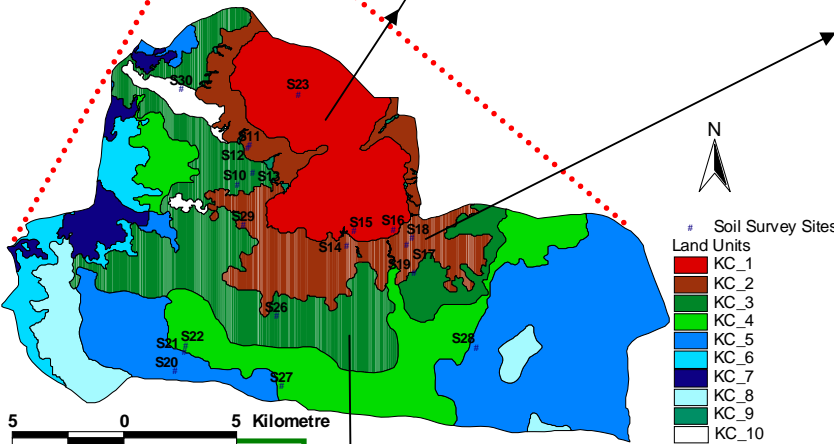 S30
S23
N
S11
S12
S10 S13
S29
S15 S16
S18
S14
S17
S19
# Soil Survey Sites
Land Units
KC_1
KC_2
KC_3
KC_4
KC_5
KC_6
KC_7
KC_8
KC_9
KC_10
S26
S22
S21
S28
S20
S27
5 0 5 Kilometre